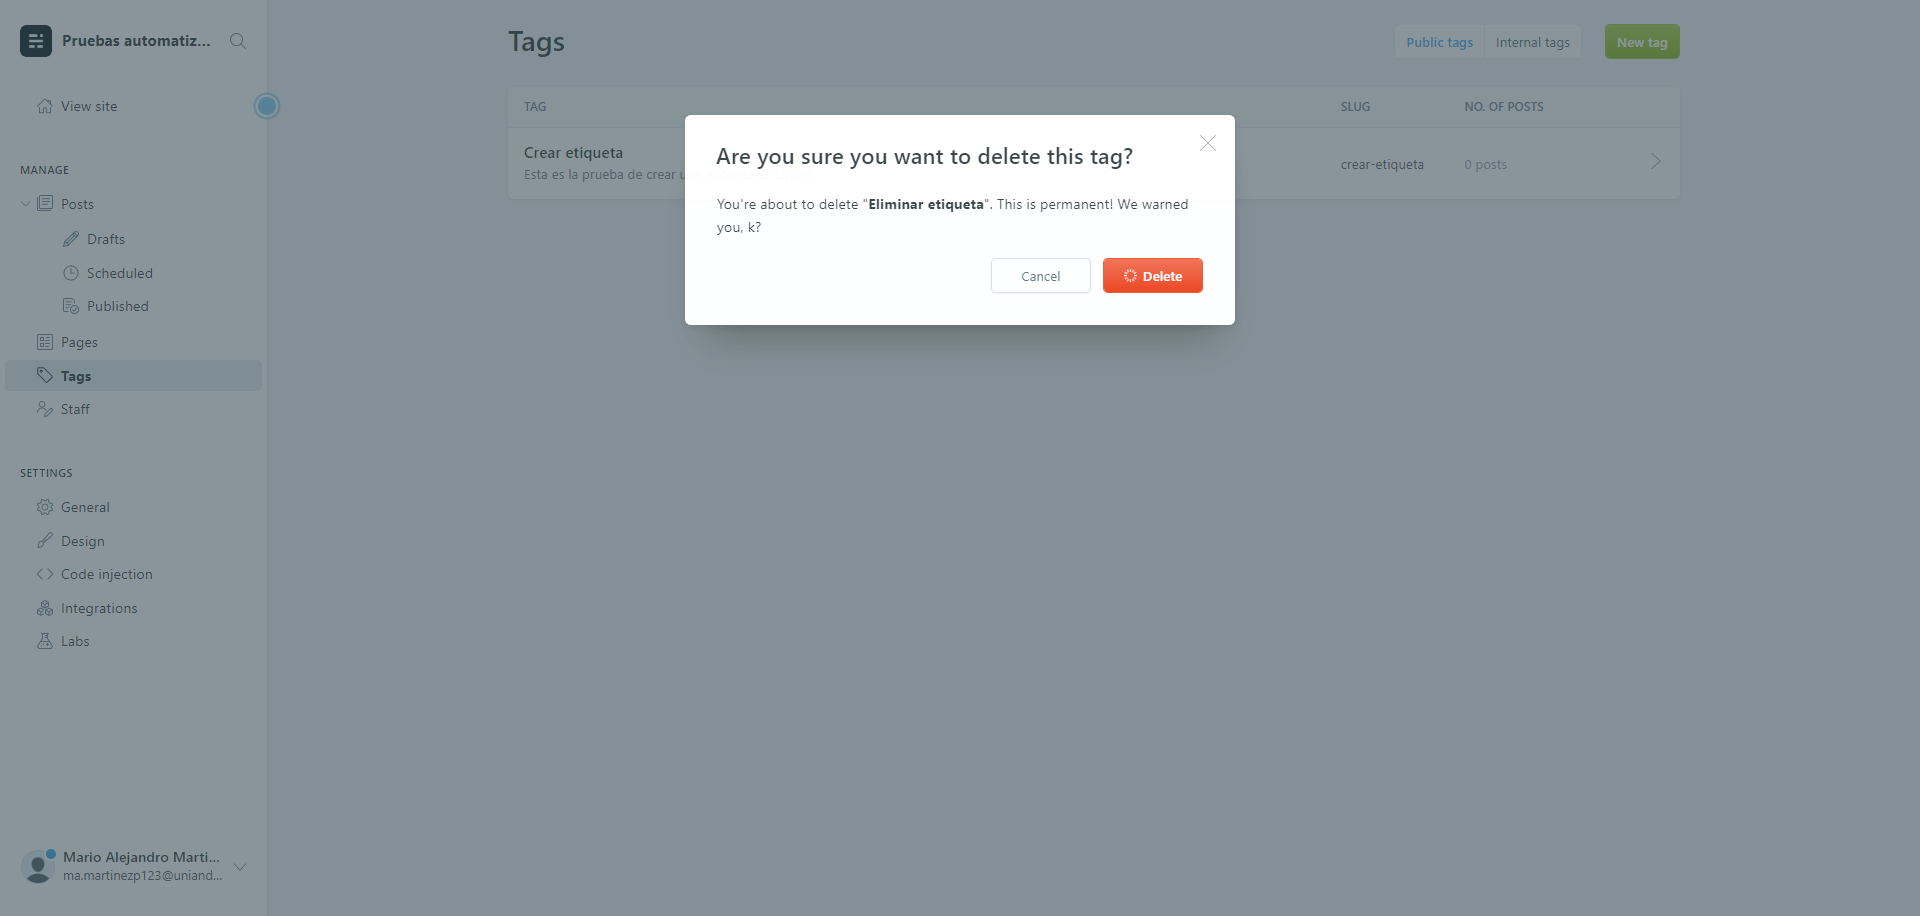 Pruebas automatiz...
View site
MANAGE
Posts
Drafts
Scheduled
Published
Pages
Tags
Staff
SETTINGS
General
Design
Code injection
Integrations
Labs
Mario Alejandro Marti...
ma.martinezp123@uniand...
Tags
Public tags
Internal tags
New tag
TAG
SLUG
NO. OF POSTS
Crear etiqueta
Esta es la prueba de crear
crear-etiqueta
0 posts
Are you sure you want to delete this tag?
You're about to delete "Eliminar etiqueta". This is permanent! We warned
you, k?
Cancel
Delete